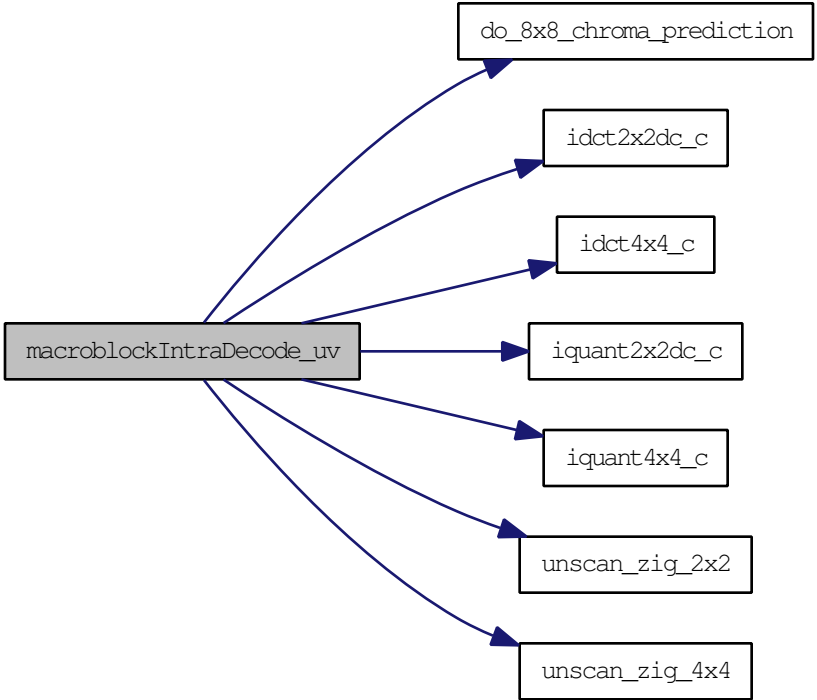 do_8x8_chroma_prediction
idct2x2dc_c
idct4x4_c
macroblockIntraDecode_uv
iquant2x2dc_c
iquant4x4_c
unscan_zig_2x2
unscan_zig_4x4